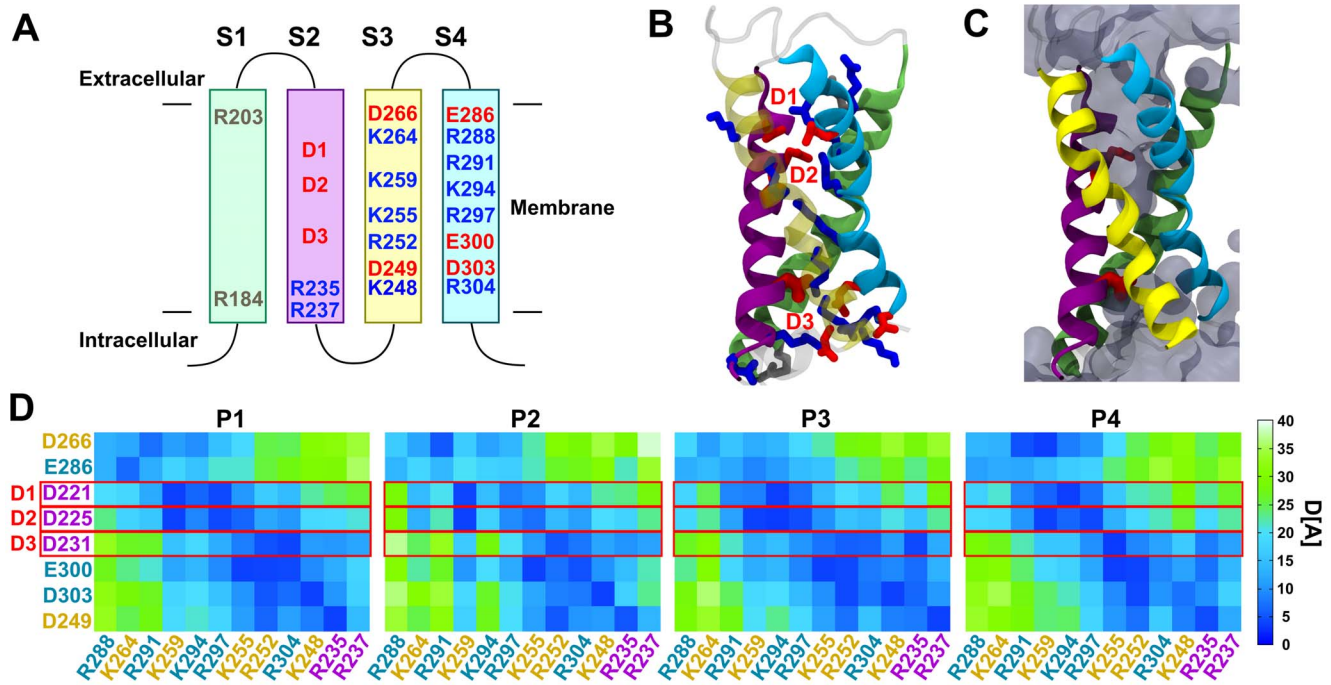 A
S1 S2 S3 S4
Extracellular
R203
D1
D2
D3
R184
R235
R237
D266
K264
K259
K255
R252
D249
K248
E286
R288
R291
K294
R297
E300
D303
R304
Membrane
Intracellular
B
D1
D2
D3
C
D
P1 P2 P3 P4
D266
E286
D1 D221
D2 D225
D3 D231
E300
D303
D249
R288 K264 R291 K259 K294 R297 K255 R252 R304 K248 R235 R237
R288 K264 R291 K259 K294 R297 K255 R252 R304 K248 R235 R237
R288 K264 R291 K259 K294 R297 K255 R252 R304 K248 R235 R237
R288 K264 R291 K259 K294 R297 K255 R252 R304 K248 R235 R237
40
35
30
25
20
15
10
5
0
D[A]